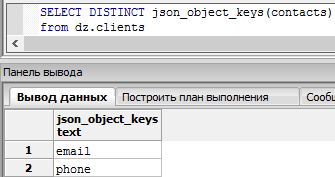 SELECT DISTINCT json_object_keys(contacts)
from dz.clients
Панель вывода
Вывод данных Построить план выполнения Сооб
json_object_keys
text
1 email
2 phone